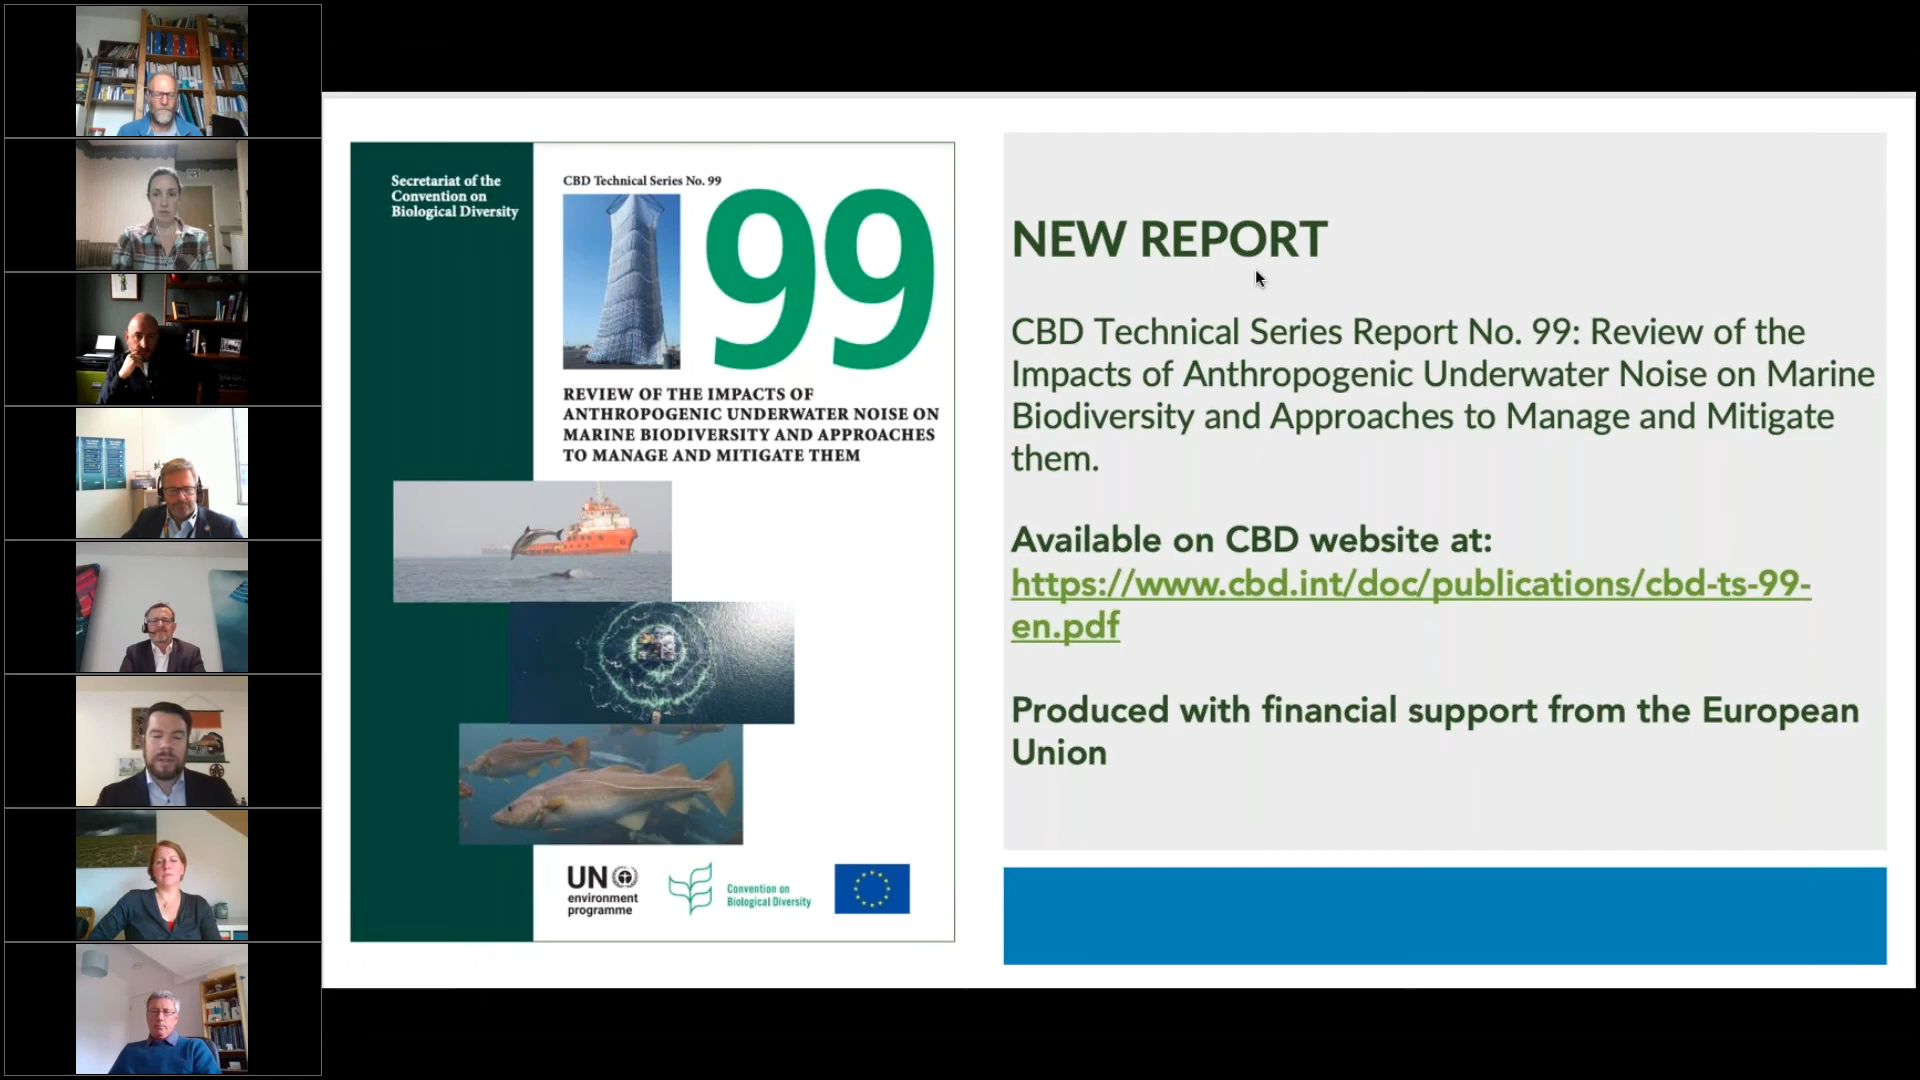 Secretariat of the
Convention on
Biological Diversity
CBD Technical Series No. 99
99
REVIEW OF THE IMPACTS OF
ANTHROPOGENIC UNDERWATER NOISE ON
MARINE BIODIVERSITY AND APPROACHES
TO MANAGE AND MITIGATE THEM
UN
environment
programme
Convention on
Biological Diversity
NEW REPORT
CBD Technical Series Report No. 99: Review of the
Impacts of Anthropogenic Underwater Noise on Marine
Biodiversity and Approaches to Manage and Mitigate
them.
Available on CBD website at:
https://www.cbd.int/doc/publications/cbd-ts-99-
en.pdf
Produced with financial support from the European
Union